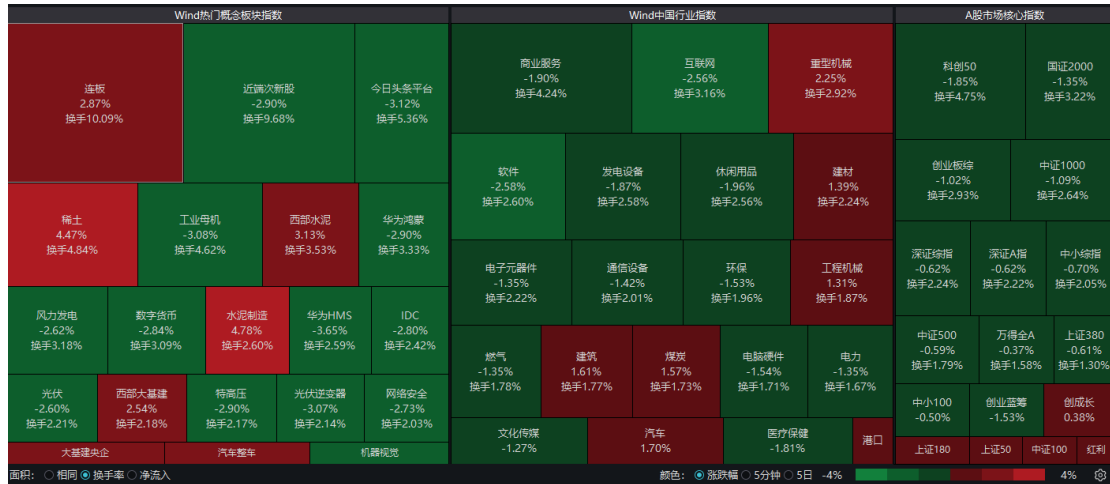 Wind热门概念板块指数
连板
2.87%
换手10.09%
近端次新股
-2.90%
换手9.68%
今日头条平台
-3.12%
换手5.36%
稀土
4.47%
换手4.84%
工业母机
-3.08%
换手4.62%
西部水泥
3.13%
换手3.53%
华为鸿蒙
-2.90%
换手3.33%
风力发电
-2.62%
换手3.18%
数字货币
-2.84%
换手3.09%
水泥制造
4.78%
换手2.60%
华为HMS
-3.65%
换手2.59%
IDC
-2.80%
换手2.42%
光伏
-2.60%
换手2.21%
西部大基建
2.54%
换手2.18%
特高压
-2.90%
换手2.17%
光伏逆变器
-3.07%
换手2.14%
网络安全
-2.73%
换手2.03%
大基建央企
汽车整车
机器视觉
Wind中国行业指数
商业服务
-1.90%
换手4.24%
互联网
-2.56%
换手3.16%
重型机械
2.25%
换手2.92%
软件
-2.58%
换手2.60%
发电设备
-1.87%
换手2.58%
休闲用品
-1.96%
换手2.56%
建材
1.39%
换手2.24%
电子元器件
-1.35%
换手2.22%
通信设备
-1.42%
换手2.01%
环保
-1.53%
换手1.96%
工程机械
1.31%
换手1.87%
燃气
-1.35%
换手1.78%
建筑
1.61%
换手1.77%
煤炭
1.57%
换手1.73%
电脑硬件
-1.54%
换手1.71%
电力
-1.35%
换手1.67%
文化传媒
-1.27%
汽车
1.70%
医疗保健
-1.81%
港口
A股市场核心指数
科创50
-1.85%
换手4.75%
国证2000
-1.35%
换手3.22%
创业板综
-1.02%
换手2.93%
中证1000
-1.09%
换手2.64%
深证综指
-0.62%
换手2.24%
深证A指
-0.62%
换手2.22%
中小综指
-0.70%
换手2.05%
中证500
-0.59%
换手1.79%
万得全A
-0.37%
换手1.58%
上证380
-0.61%
换手1.30%
中小100
-0.50%
创业蓝筹
-1.53%
创成长
0.38%
上证180
上证50
中证100
红利
面积: 相同 换手率 净流入
颜色: 涨跌幅 5分钟 5日 -4% 4%